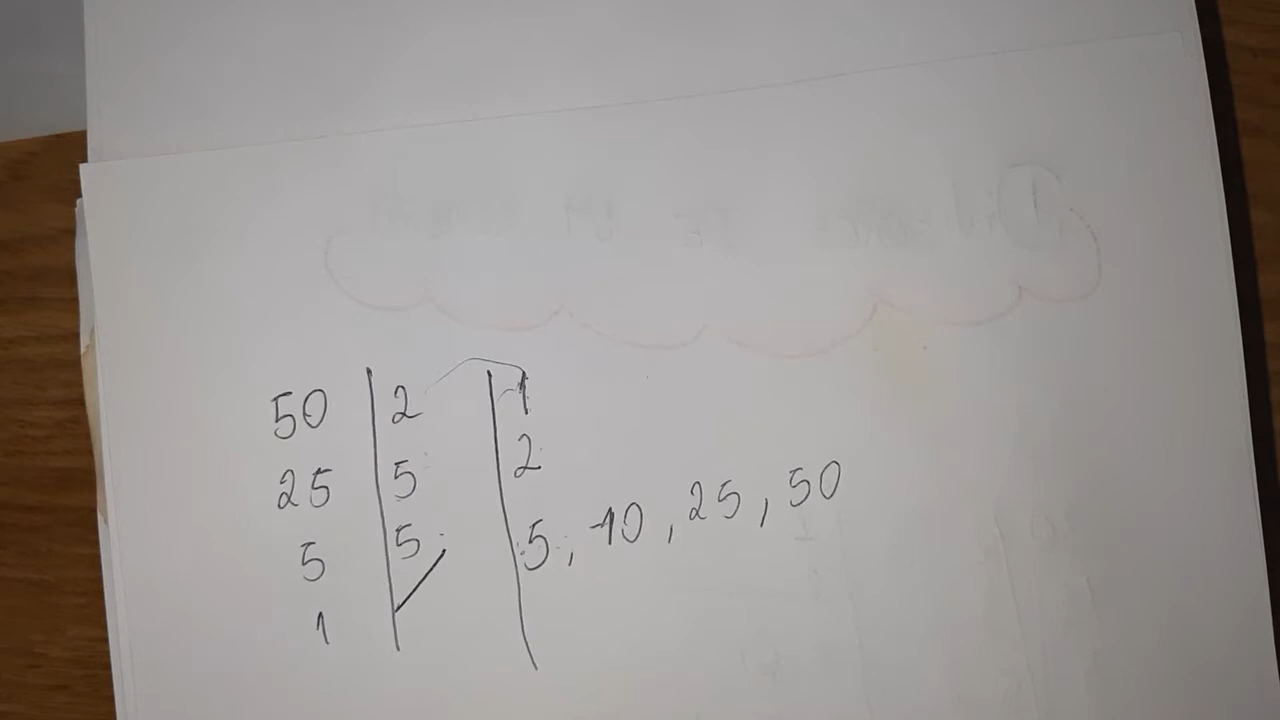 50 | 2 | 1
25 | 5 | 2
5 | 5 | 5, 10, 25, 50
1